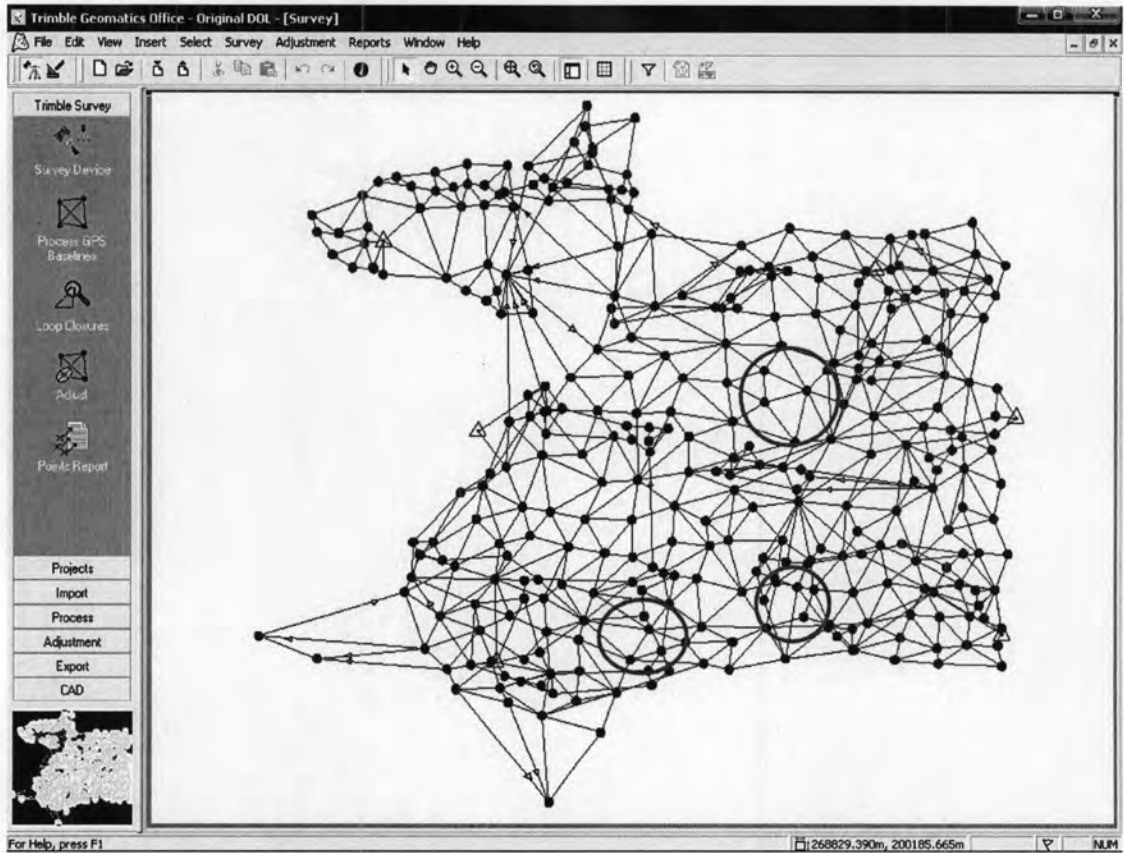 Trimble Geomatics Office - Original DOL - [Survey]
File Edit View Insert Select Survey Adjustment Reports Window Help
Trimble Survey
Survey Device
Process GPS
Baselines
Loop Closures
Adjust
Points Report
Projects
Import
Process
Adjustment
Export
CAD
For Help, press F1
268829.390m, 200185.665m
NUM